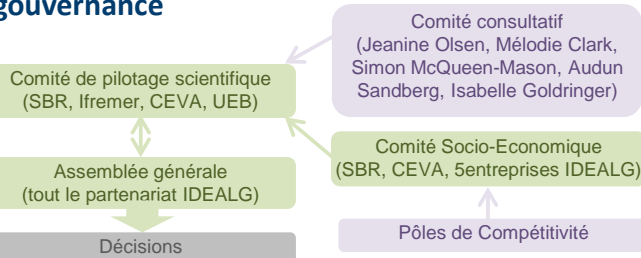 gouvernance
Comité consultatif
(Jeanine Olsen, Mélodie Clark,
Simon McQueen-Mason, Audun
Sandberg, Isabelle Goldringer)
Comité de pilotage scientifique
(SBR, Ifremer, CEVA, UEB)
Comité Socio-Economique
(SBR, CEVA, 5entreprises IDEALG)
Assemblée générale
(tout le partenariat IDEALG)
Pôles de Compétitivité
Décisions